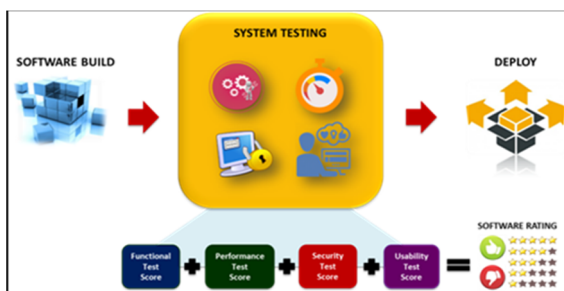 SYSTEM TESTING
SOFTWARE BUILD
DEPLOY
SOFTWARE RATING
Functional
Test
Score
+
Performance
Test
Score
+
Security
Test
Score
+
Usability
Test
Score
=